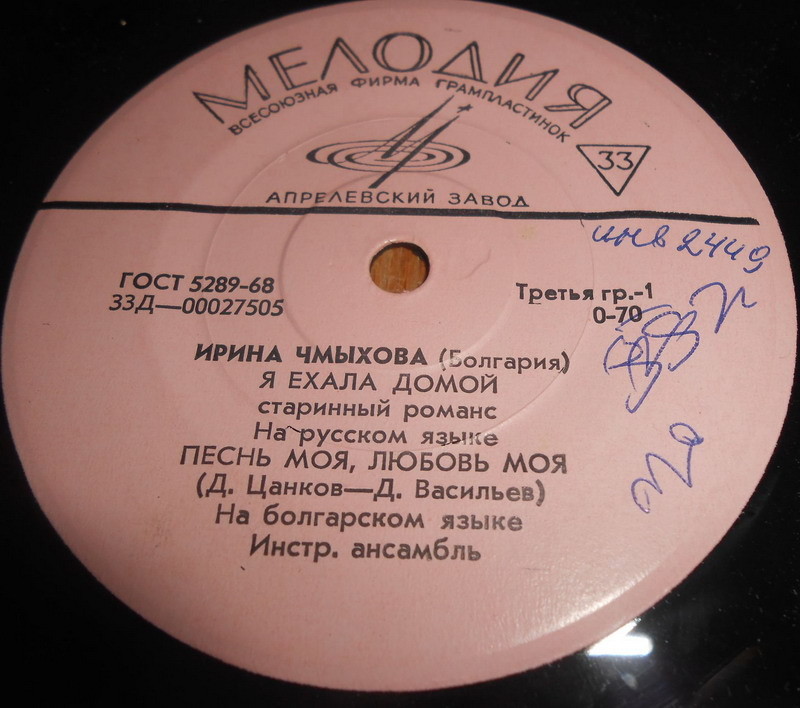 МЕЛОДИЯ
ВСЕСОЮЗНАЯ ФИРМА ГРАМПЛАСТИНОК
33
АПРЕЛЕВСКИЙ ЗАВОД
инв 2449
ГОСТ 5289-68
33Д—00027505
Третья гр.-1
0-70
ИРИНА ЧМЫХОВА (Болгария)
Я ЕХАЛА ДОМОЙ
старинный романс
На русском языке
ПЕСНЬ МОЯ, ЛЮБОВЬ МОЯ
(Д. Цанков—Д. Васильев)
На болгарском языке
Инстр. ансамбль